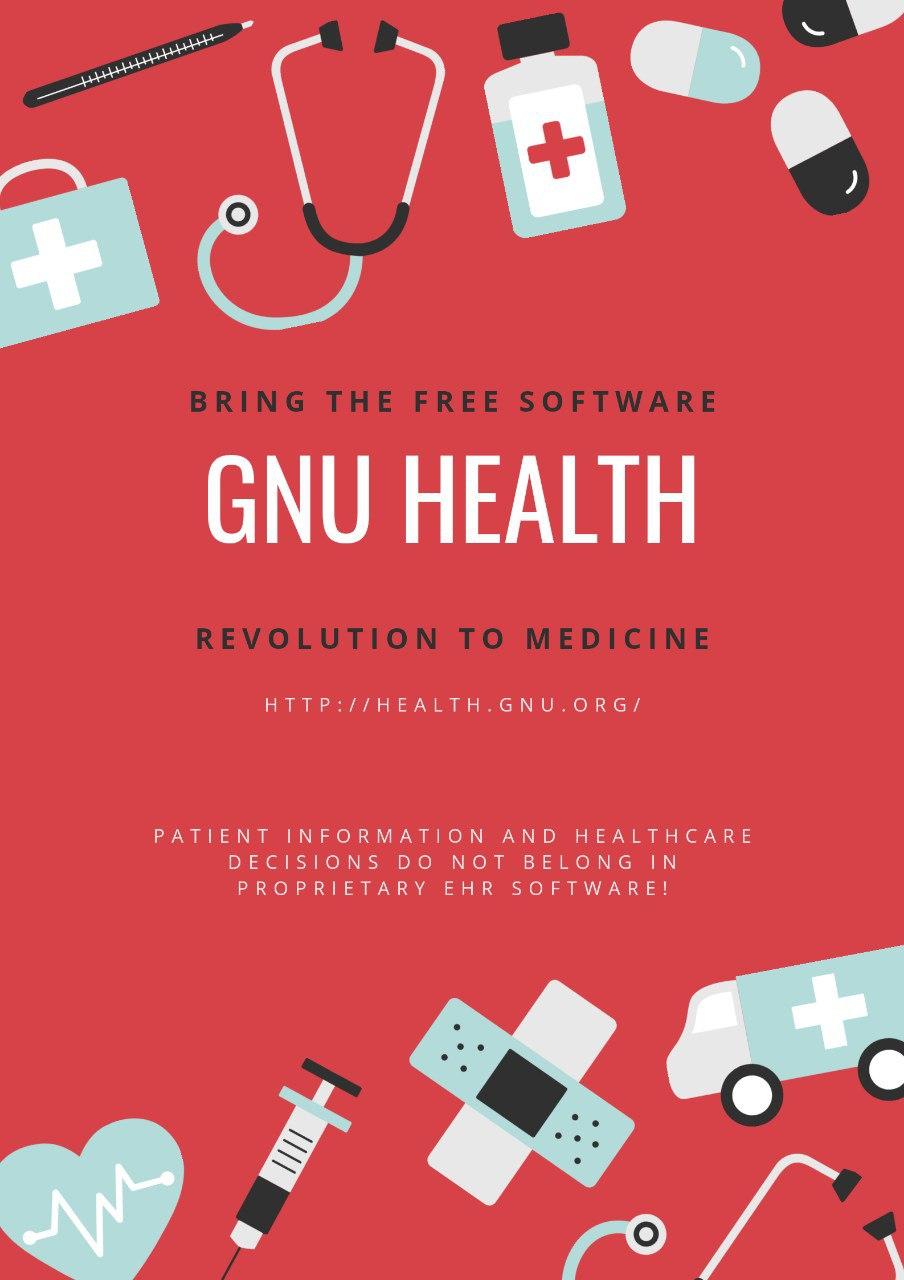 BRING THE FREE SOFTWARE
GNU HEALTH
REVOLUTION TO MEDICINE
HTTP://HEALTH.GNU.ORG/
PATIENT INFORMATION AND HEALTHCARE
DECISIONS DO NOT BELONG IN
PROPRIETARY EHR SOFTWARE!